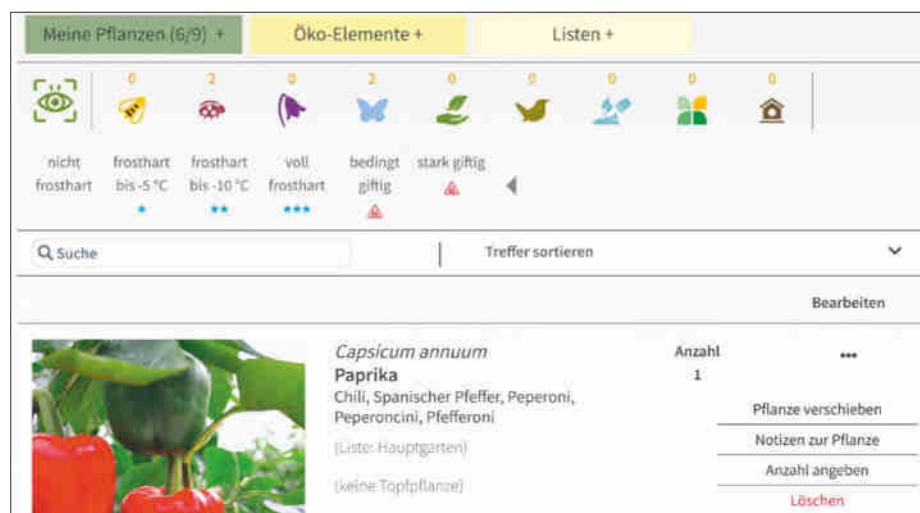 Meine Pflanzen (6/9) +
Öko-Elemente +
Listen +
0 2 0 2 0 0 0 0 0
nicht frosthart
frosthart bis -5 °C
frosthart bis -10 °C
voll frosthart
bedingt giftig
stark giftig
Suche
Treffer sortieren
Bearbeiten
Capsicum annuum
Paprika
Chili, Spanischer Pfeffer, Peperoni,
Peperoncini, Pfefferoni
(Liste: Hauptgarten)
(keine Topfpflanze)
Anzahl
1
Pflanze verschieben
Notizen zur Pflanze
Anzahl angeben
Löschen